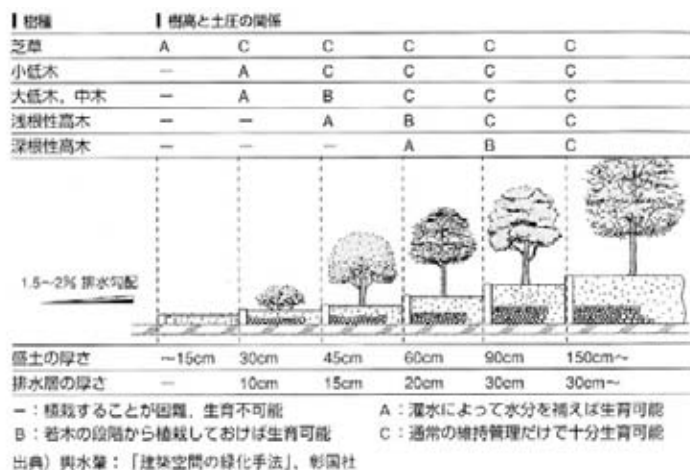 樹種 樹高と土圧の関係
芝草 A C C C C C
小低木 － A C C C C
大低木，中木 － A B C C C
浅根性高木 － － A B C C
深根性高木 － － － A B C
1.5～2% 排水勾配
盛土の厚さ ～15cm 30cm 45cm 60cm 90cm 150cm～
排水層の厚さ － 10cm 15cm 20cm 30cm 30cm～
－：植栽することが困難，生育不可能 A：灌水によって水分を補えば生育可能
B：若木の段階から植栽しておけば生育可能 C：通常の維持管理だけで十分生育可能
出典）興水肇：「建築空間の緑化手法」，彰国社